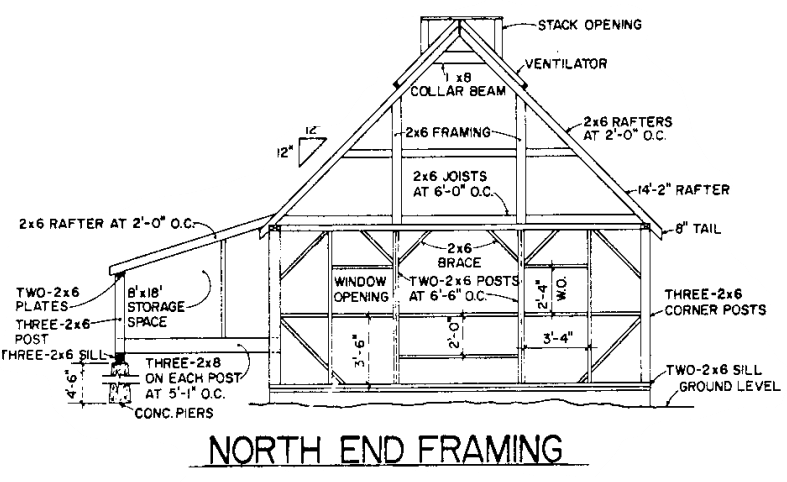 STACK OPENING
VENTILATOR
1 x8
COLLAR BEAM
12"
12"
2x6 FRAMING
2x6 RAFTERS
AT 2'-0" O.C.
2x6 JOISTS
AT 6'-0" O.C.
14'-2" RAFTER
8" TAIL
2x6 RAFTER AT 2'-0" O.C.
2x6
BRACE
WINDOW
OPENING
TWO-2x6 POSTS
AT 6'-6" O.C.
2'-4"
W.O.
TWO-2x6
PLATES
8'x18'
STORAGE
SPACE
THREE-2x6
POST
THREE-2x6 SILL
THREE-2x6
CORNER POSTS
3'-6"
2'-0"
3'-4"
THREE-2x8
ON EACH POST
AT 5'-1" O.C.
4'-6"
CONC. PIERS
TWO-2x6 SILL
GROUND LEVEL
NORTH END FRAMING